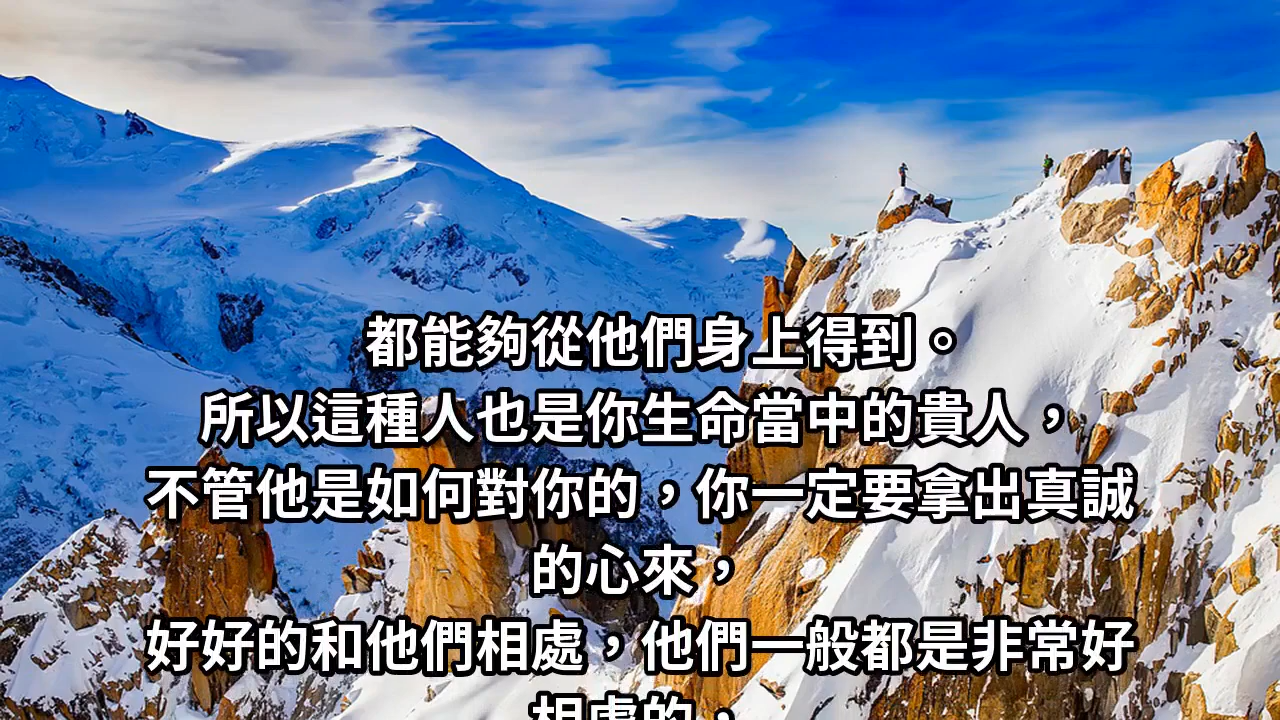 都能夠從他們身上得到。
所以這種人也是你生命當中的貴人，
不管他是如何對你的，你一定要拿出真誠
的心來，
好好的和他們相處，他們一般都是非常好
相處的，